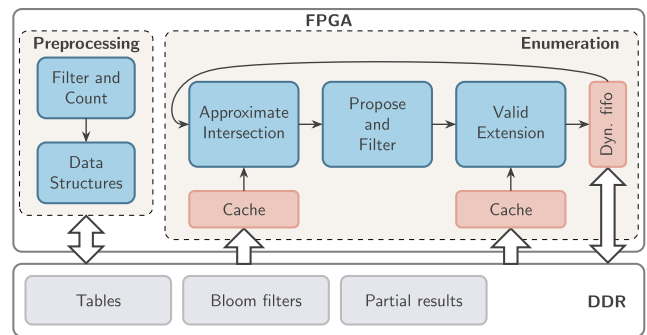 FPGA
Preprocessing
Filter and
Count
Data
Structures
Enumeration
Approximate
Intersection
Propose
and
Filter
Valid
Extension
Dyn. fifo
Cache
Cache
Tables
Bloom filters
Partial results
DDR